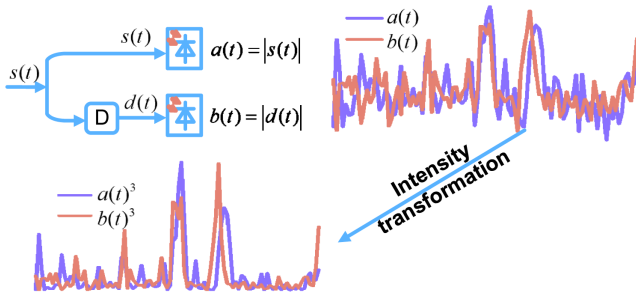 s(t)
s(t)
a(t) = |s(t)|
D
d(t)
b(t) = |d(t)|
a(t)
b(t)
Intensity
transformation
a(t)³
b(t)³